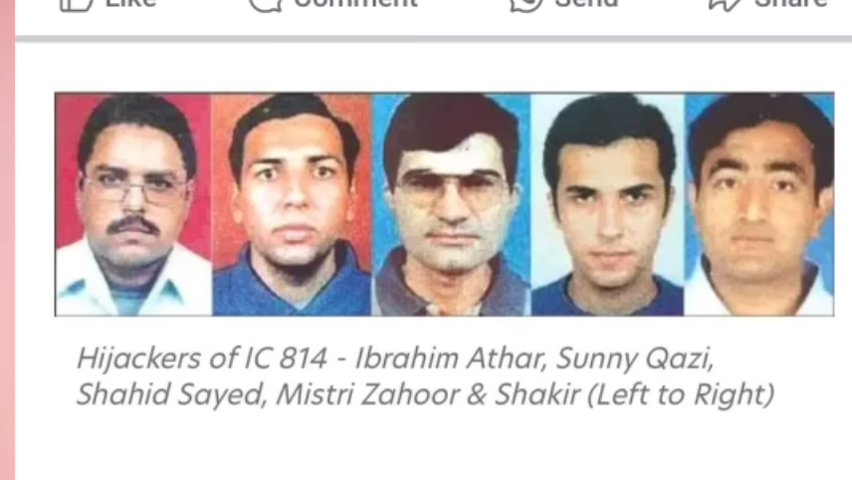 Like Comment Send Share
Hijackers of IC 814 - Ibrahim Athar, Sunny Qazi,
Shahid Sayed, Mistri Zahoor & Shakir (Left to Right)